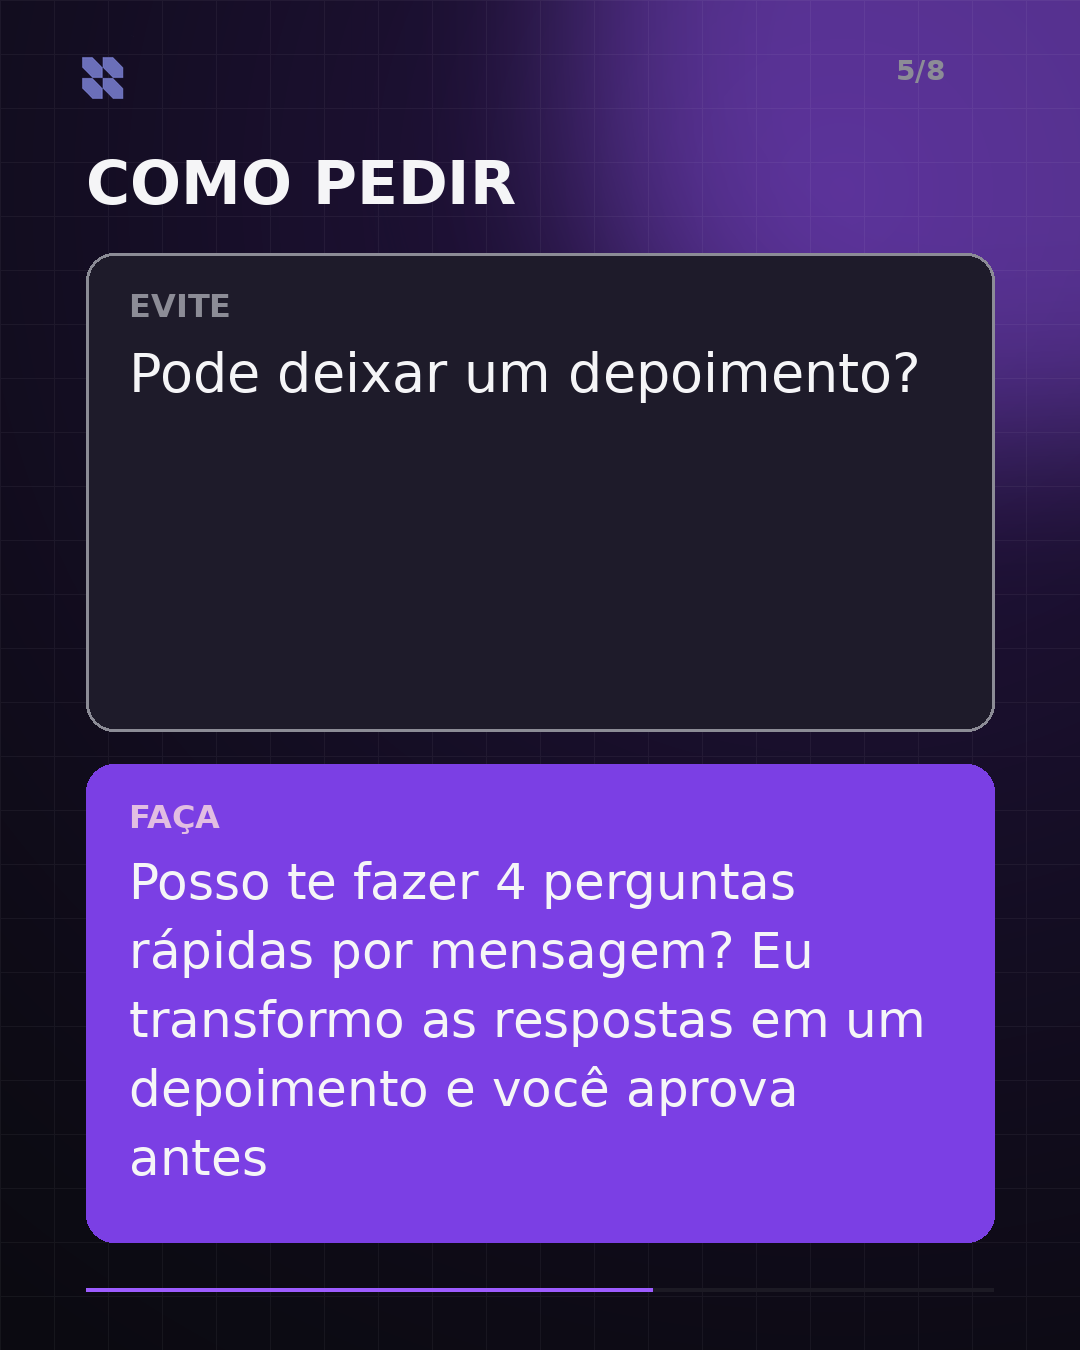 5/8
COMO PEDIR
EVITE
Pode deixar um depoimento?
FAÇA
Posso te fazer 4 perguntas
rápidas por mensagem? Eu
transformo as respostas em um
depoimento e você aprova
antes